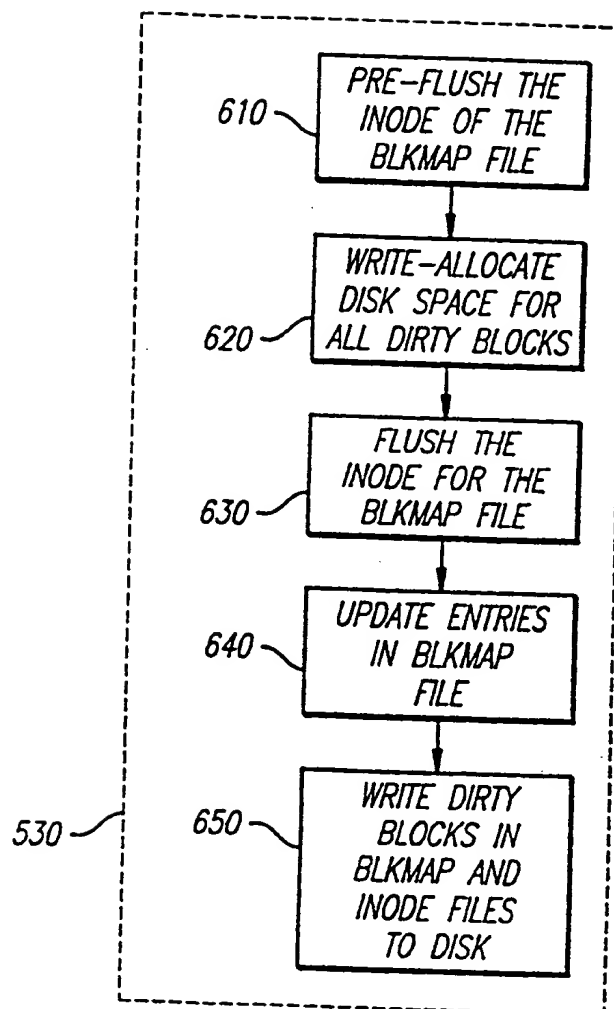 610
PRE-FLUSH THE
INODE OF THE
BLKMAP FILE
620
WRITE-ALLOCATE
DISK SPACE FOR
ALL DIRTY BLOCKS
630
FLUSH THE
INODE FOR THE
BLKMAP FILE
640
UPDATE ENTRIES
IN BLKMAP
FILE
530
650
WRITE DIRTY
BLOCKS IN
BLKMAP AND
INODE FILES
TO DISK